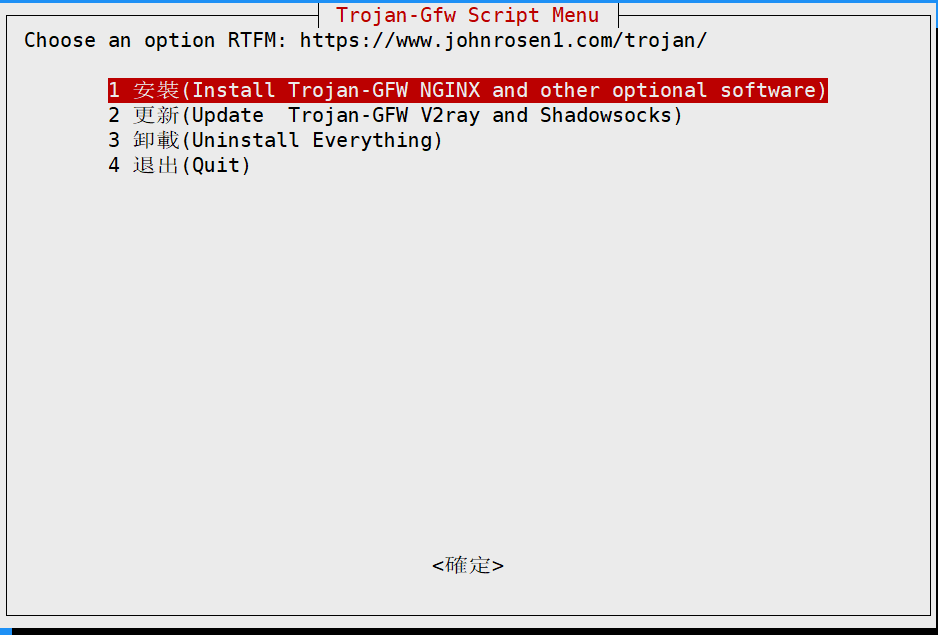 Trojan-Gfw Script Menu
Choose an option RTFM: https://www.johnrosen1.com/trojan/
1 安裝(Install Trojan-GFW NGINX and other optional software)
2 更新(Update  Trojan-GFW V2ray and Shadowsocks)
3 卸載(Uninstall Everything)
4 退出(Quit)
<確定>